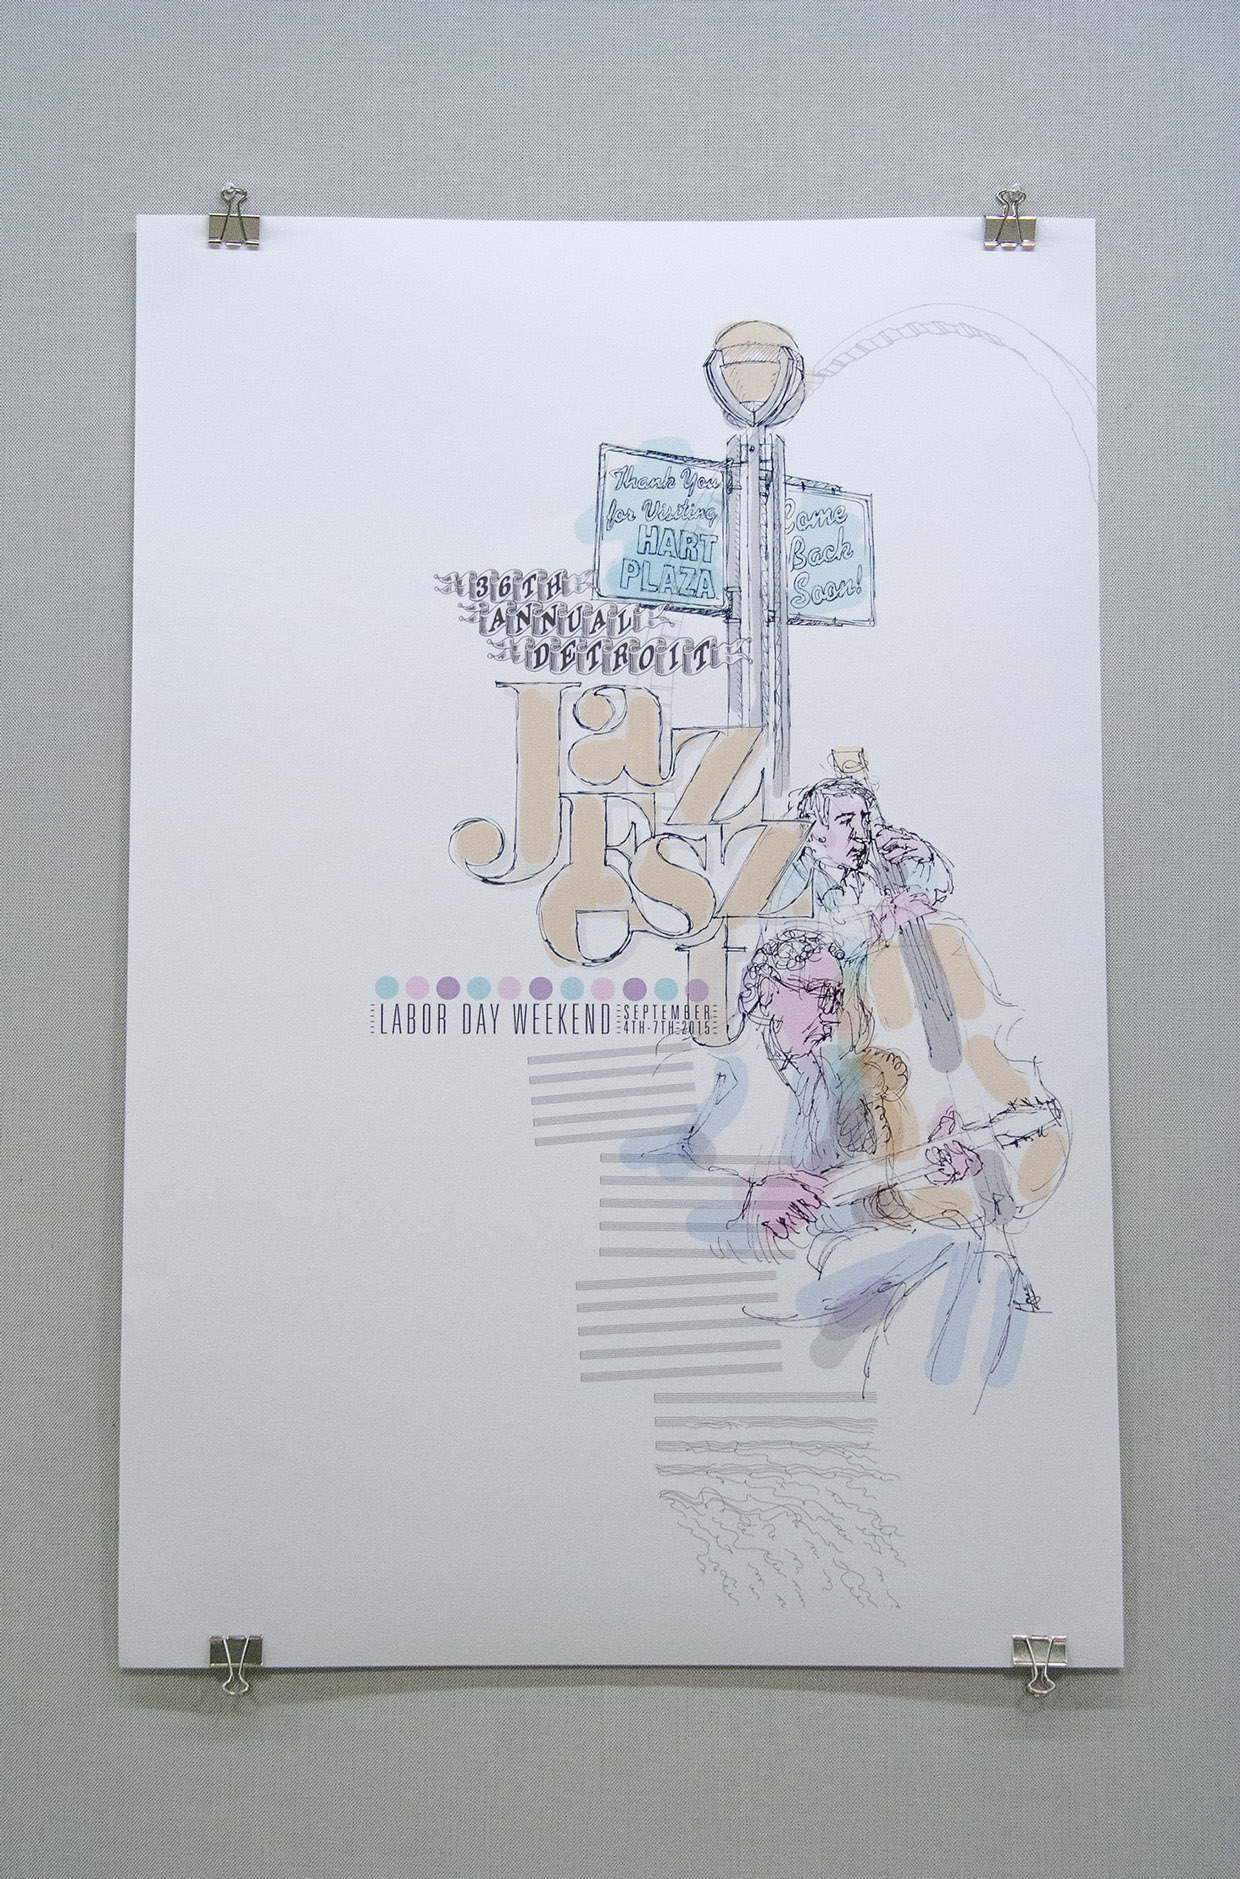 Thank You
for Visiting
HART
PLAZA
Come
Back
Soon!
36TH
ANNUAL
DETROIT
Jazz
Fest
LABOR DAY WEEKEND
SEPTEMBER
4TH-7TH 2015